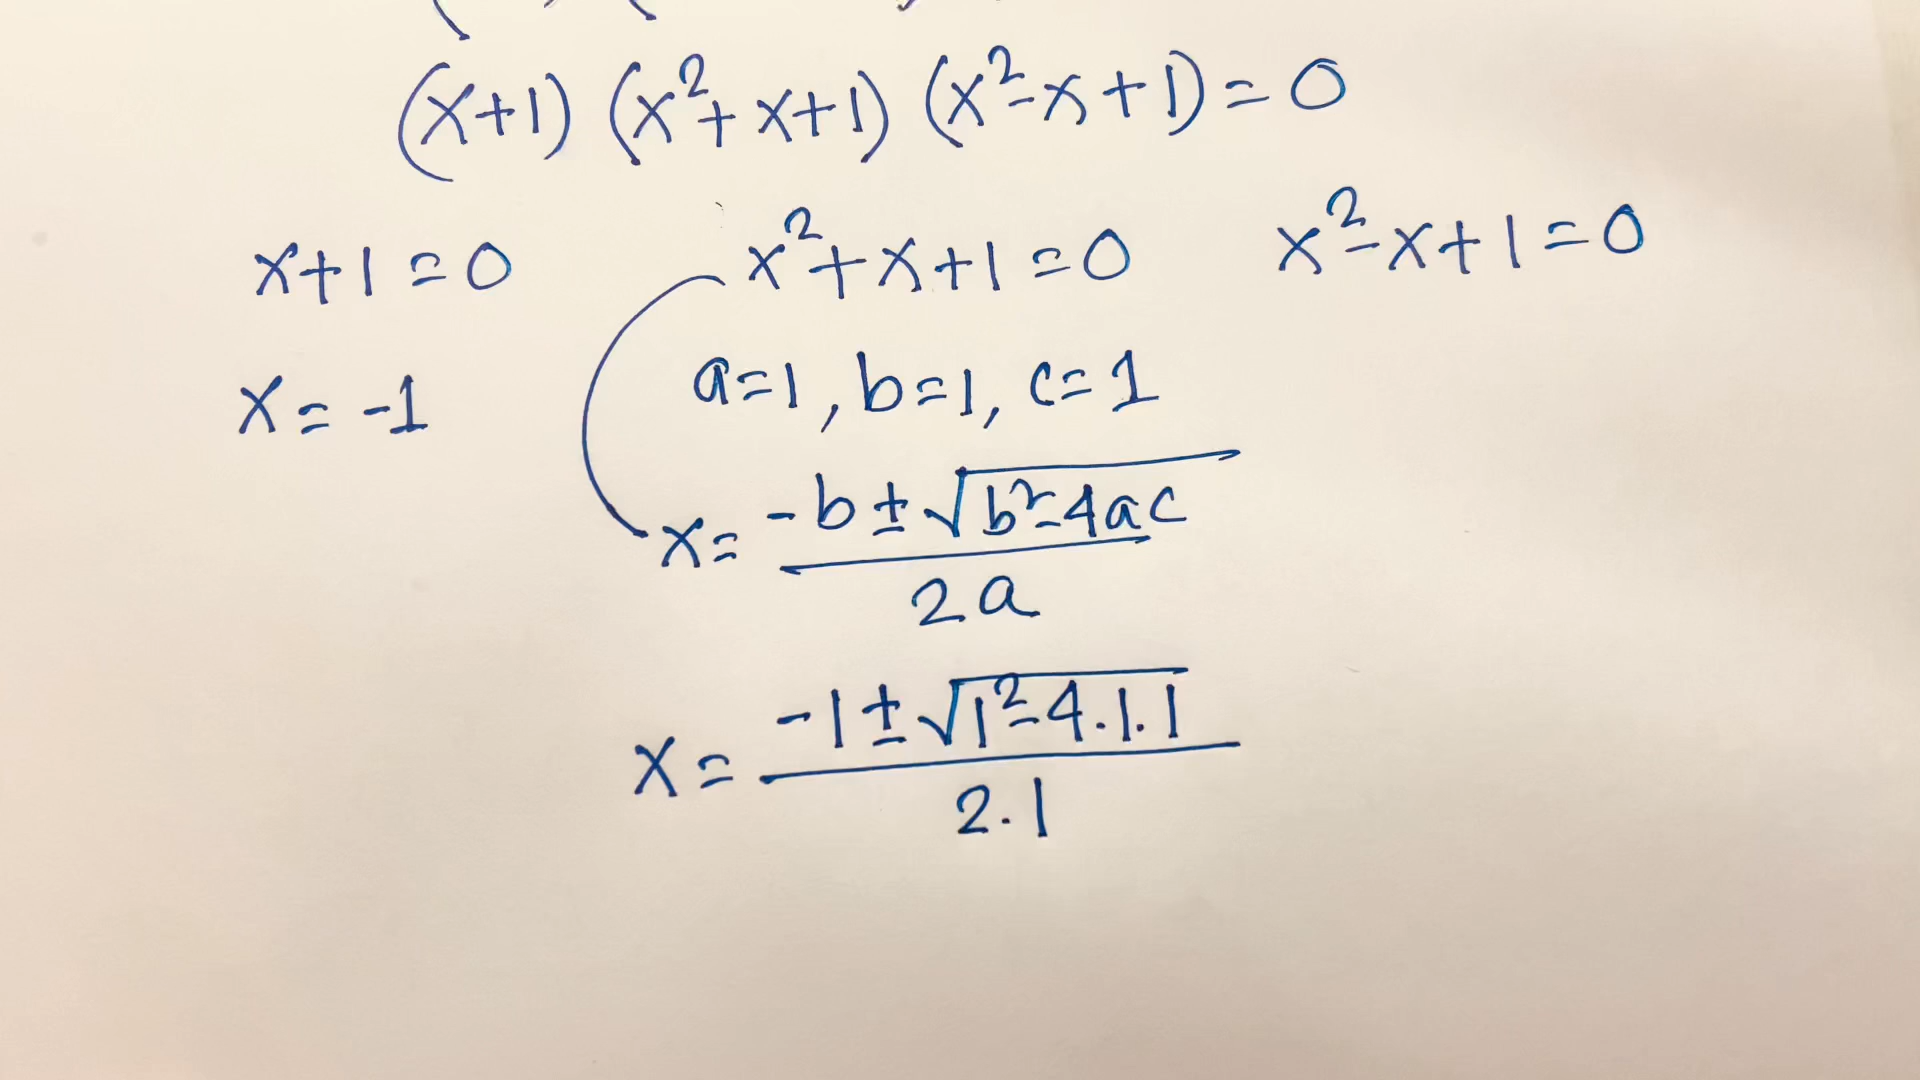 (x+1) (x²+x+1) (x²-x+1) = 0
x+1=0 x²+x+1=0 x²-x+1=0
x=-1 a=1, b=1, c=1
x= -b±√b²-4ac
2a
x= -1±√1²-4.1.1
2.1